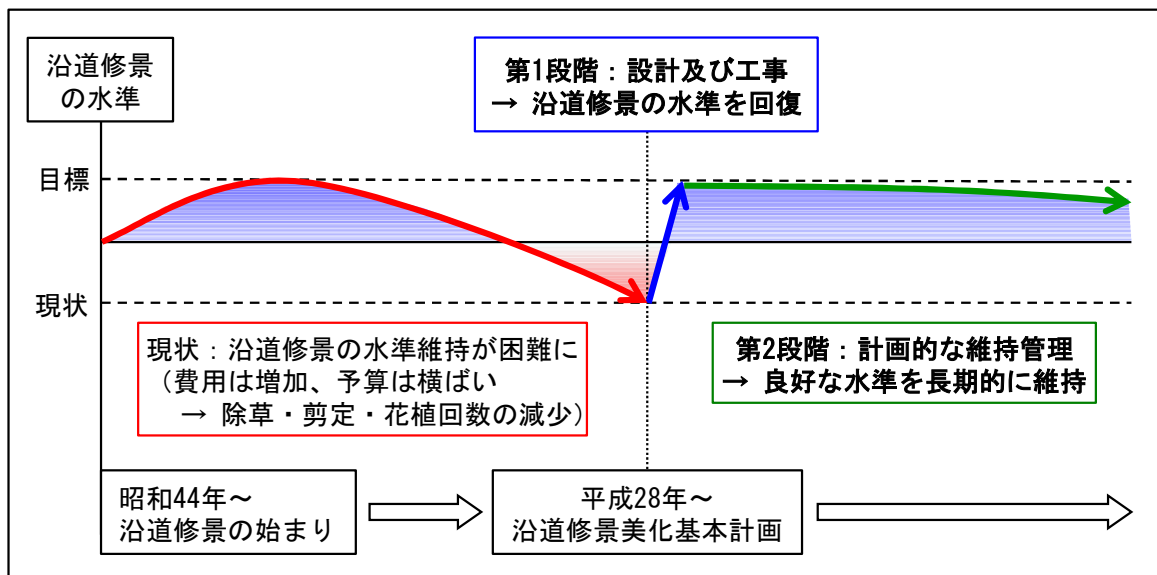 沿道修景
の水準
第1段階：設計及び工事
→ 沿道修景の水準を回復
目標
現状
現状：沿道修景の水準維持が困難に
（費用は増加、予算は横ばい
→ 除草・剪定・花植回数の減少）
第2段階：計画的な維持管理
→ 良好な水準を長期的に維持
昭和44年～
沿道修景の始まり
平成28年～
沿道修景美化基本計画